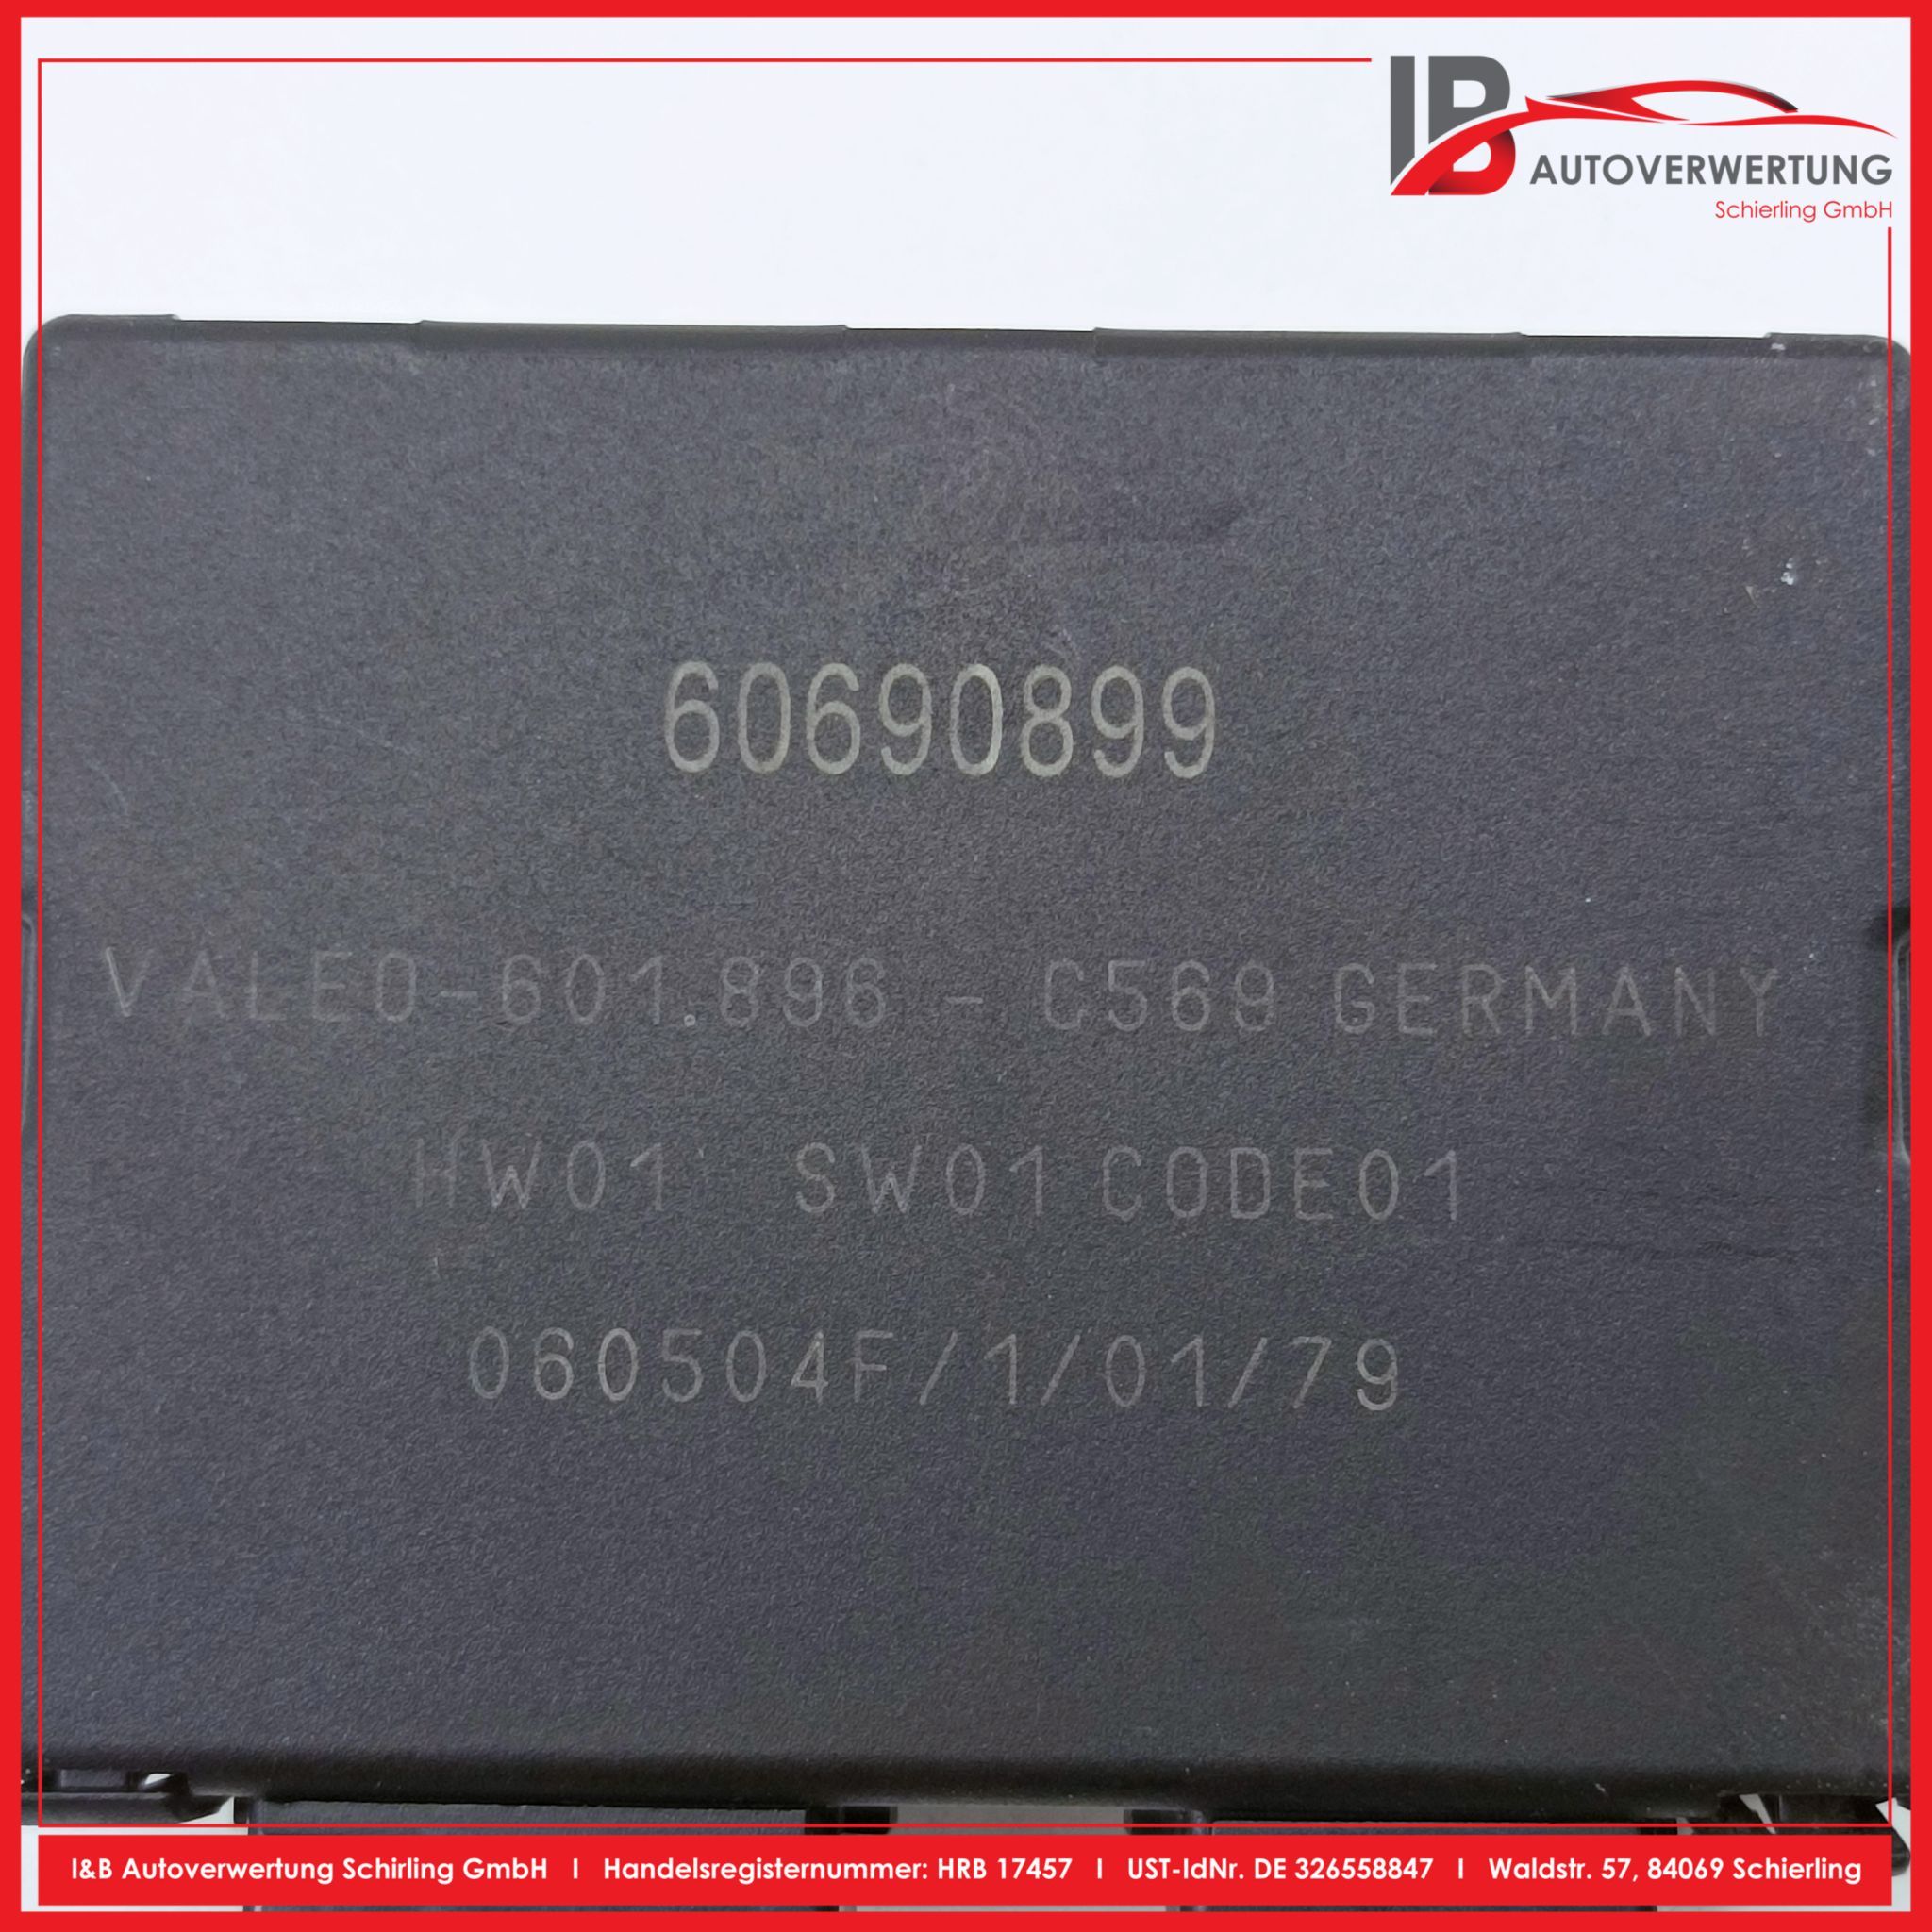 IB
AUTOVERWERTUNG
Schierling GmbH
60690899
VALEO-601.896 - C569 GERMANY
HW01 SW01 CODE01
060504F/1/01/79
I&B Autoverwertung Schirling GmbH I Handelsregisternummer: HRB 17457 I UST-IdNr. DE 326558847 I Waldstr. 57, 84069 Schierling